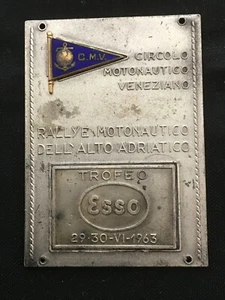 C.M.V.
CIRCOLO
MOTONAUTICO
VENEZIANO
RALLYE MOTONAUTICO
DELL'ALTO ADRIATICO
TROFEO
Esso
29-30-VI-1963